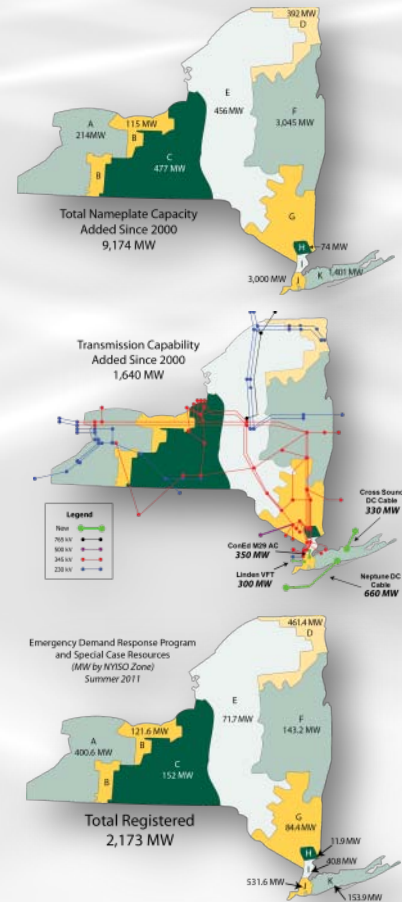 392 MW
D
E
456 MW
F
3,045 MW
A
214MW
115 MW
B
B
C
477 MW
G
Total Nameplate Capacity
Added Since 2000
9,174 MW
H
74 MW
I
3,000 MW
J
K
1,401 MW
Transmission Capability
Added Since 2000
1,640 MW
Cross Sound
DC Cable
330 MW
Legend
New
765 kV
500 kV
345 kV
230 kV
ConEd M29 AC
350 MW
Linden VFT
300 MW
Neptune DC
Cable
660 MW
Emergency Demand Response Program
and Special Case Resources
(MW by NYISO Zone)
Summer 2011
461.4 MW
D
E
71.7 MW
F
143.2 MW
A
400.6 MW
121.6 MW
B
B
C
152 MW
G
84.4 MW
Total Registered
2,173 MW
H
11.9 MW
I
40.8 MW
531.6 MW
J
K
153.9 MW